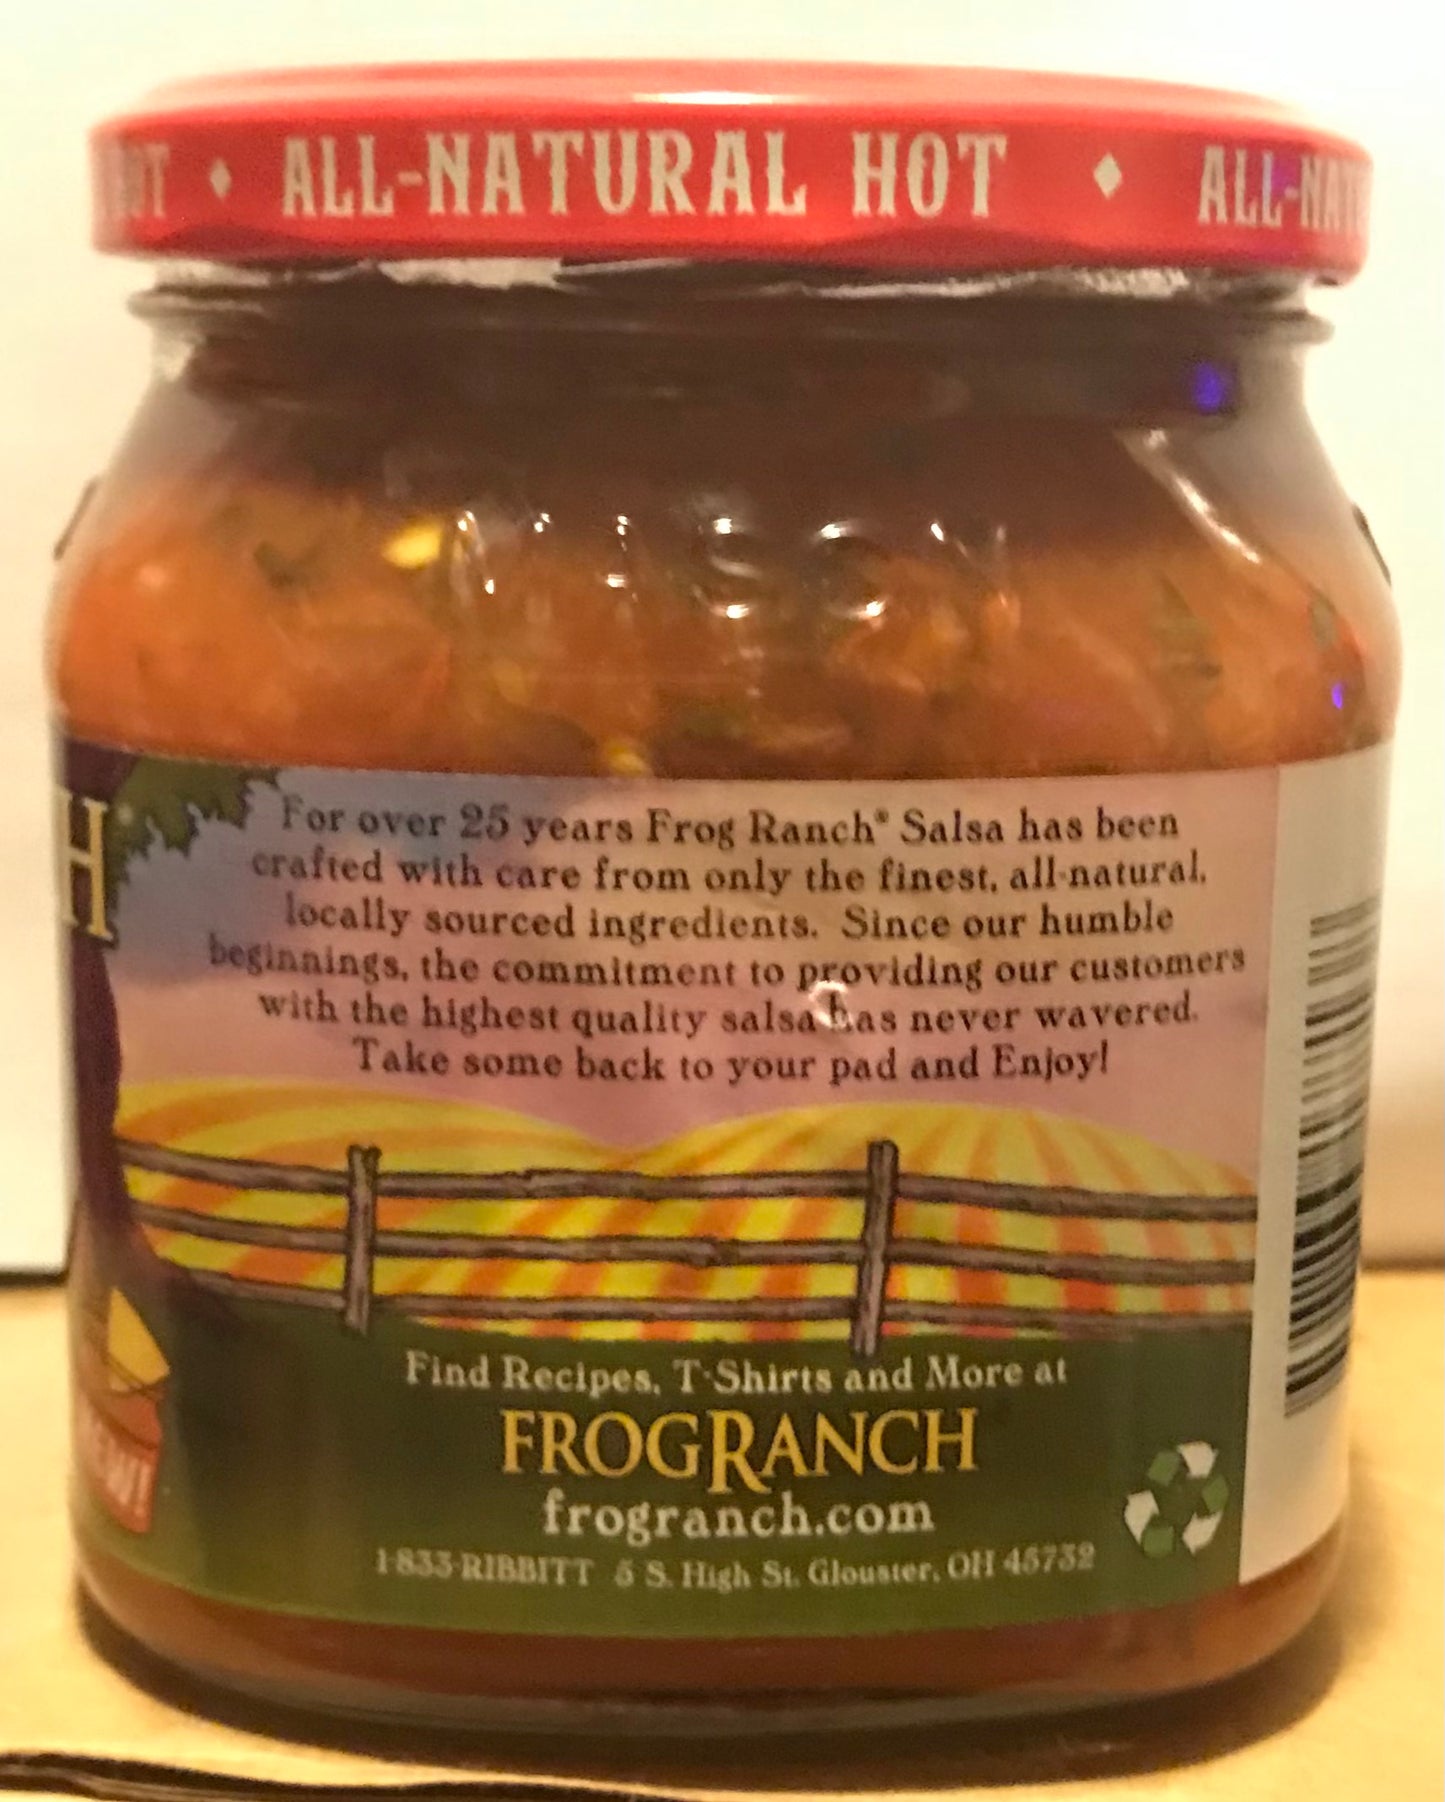 HOT ♦ ALL-NATURAL HOT ♦ ALL-NATU
H
For over 25 years Frog Ranch® Salsa has been
crafted with care from only the finest, all-natural,
locally sourced ingredients. Since our humble
beginnings, the commitment to providing our customers
with the highest quality salsa has never wavered.
Take some back to your pad and Enjoy!
Find Recipes, T-Shirts and More at
FROGRANCH
frogranch.com
1-833-RIBBITT 5 S. High St. Glouster, OH 45732